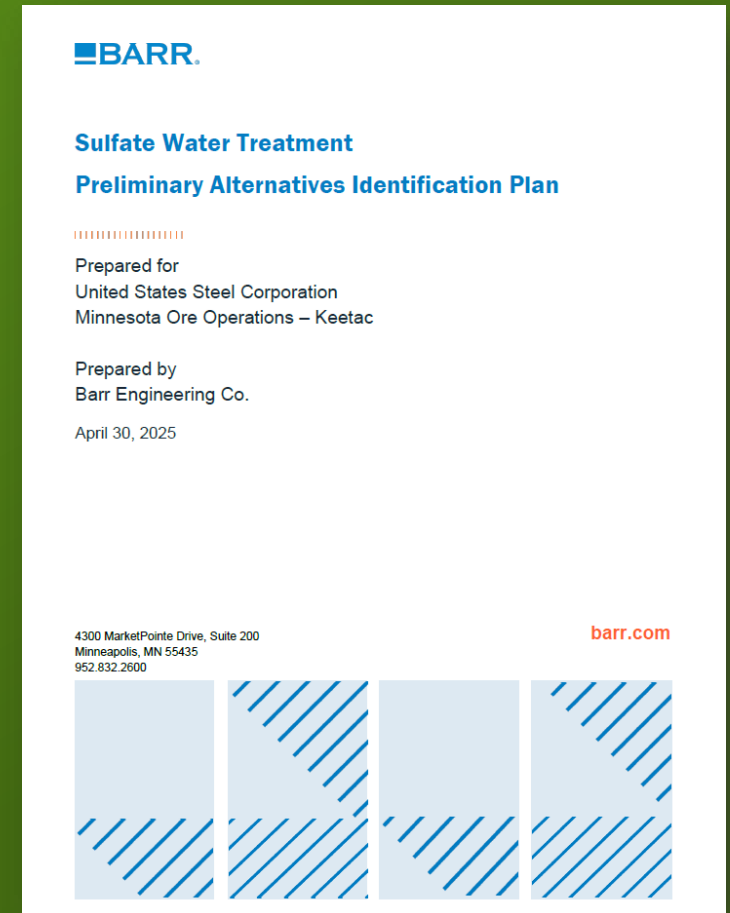 BARR®
Sulfate Water Treatment
Preliminary Alternatives Identification Plan
Prepared for
United States Steel Corporation
Minnesota Ore Operations – Keetac
Prepared by
Barr Engineering Co.
April 30, 2025
4300 MarketPointe Drive, Suite 200
Minneapolis, MN 55435
952.832.2600
barr.com